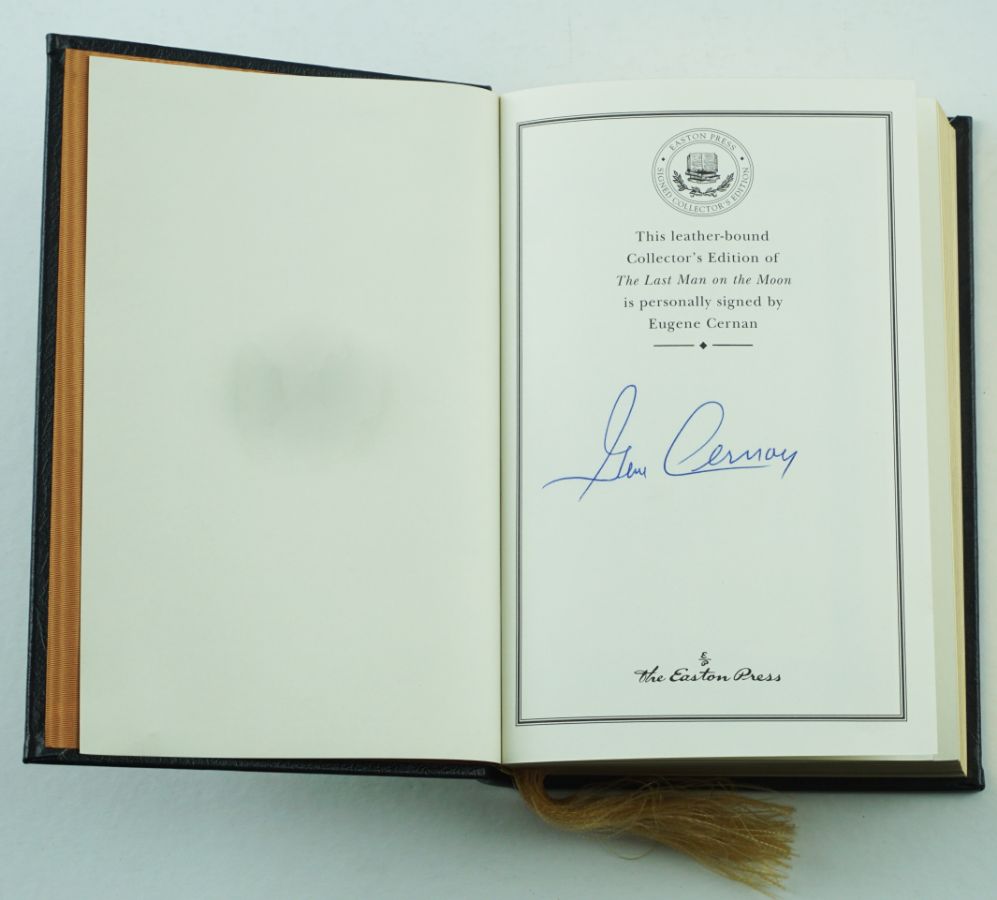 EASTON PRESS
SIGNED COLLECTOR'S EDITION
This leather-bound
Collector's Edition of
The Last Man on the Moon
is personally signed by
Eugene Cernan
Gene Cernan
E
P
the Easton Press